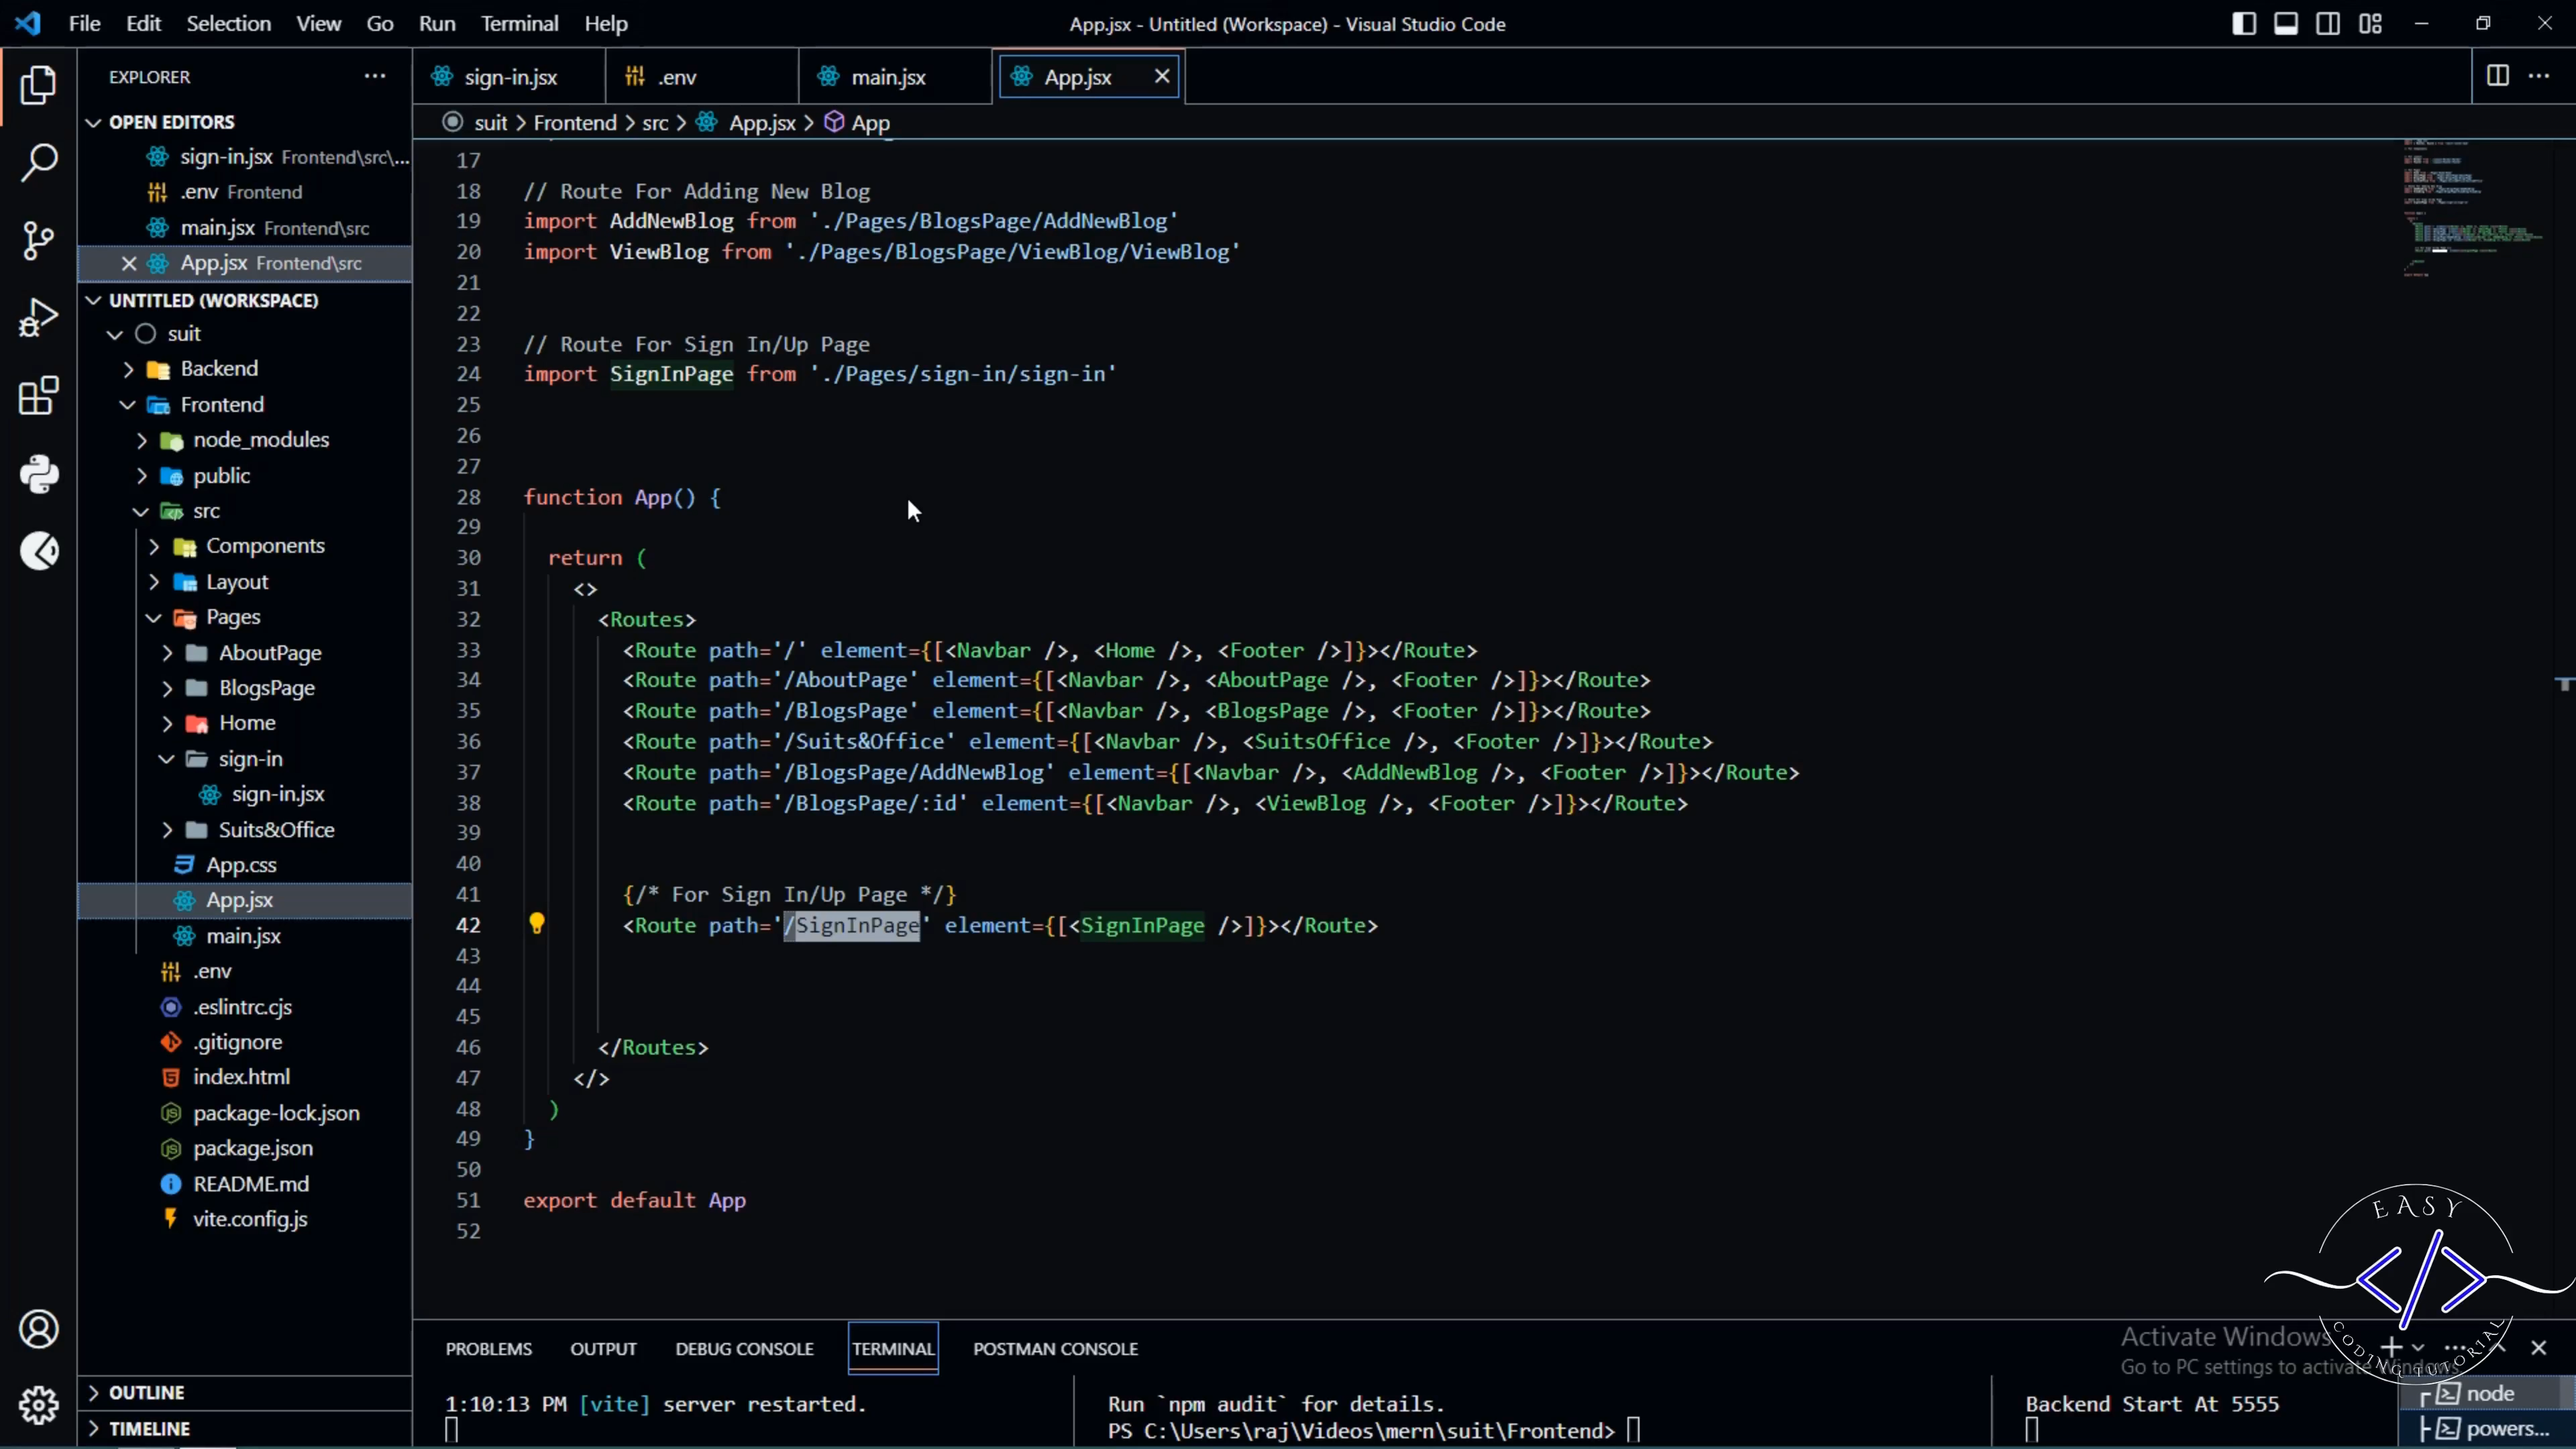 File Edit Selection View Go Run Terminal Help
App.jsx - Untitled (Workspace) - Visual Studio Code
EXPLORER
OPEN EDITORS
sign-in.jsx Frontend\src\...
.env Frontend
main.jsx Frontend\src
App.jsx Frontend\src
UNTITLED (WORKSPACE)
suit
Backend
Frontend
node_modules
public
src
Components
Layout
Pages
AboutPage
BlogsPage
Home
sign-in
sign-in.jsx
Suits&Office
App.css
App.jsx
main.jsx
.env
.eslintrc.cjs
.gitignore
index.html
package-lock.json
package.json
README.md
vite.config.js
OUTLINE
TIMELINE
sign-in.jsx
.env
main.jsx
App.jsx
suit > Frontend > src > App.jsx > App
17
18 // Route For Adding New Blog
19 import AddNewBlog from './Pages/BlogsPage/AddNewBlog'
20 import ViewBlog from './Pages/BlogsPage/ViewBlog/ViewBlog'
21
22
23 // Route For Sign In/Up Page
24 import SignInPage from './Pages/sign-in/sign-in'
25
26
27
28 function App() {
29
30 return (
31 <>
32 <Routes>
33 <Route path='/' element={[<Navbar />, <Home />, <Footer />]}></Route>
34 <Route path='/AboutPage' element={[<Navbar />, <AboutPage />, <Footer />]}></Route>
35 <Route path='/BlogsPage' element={[<Navbar />, <BlogsPage />, <Footer />]}></Route>
36 <Route path='/Suits&Office' element={[<Navbar />, <SuitsOffice />, <Footer />]}></Route>
37 <Route path='/BlogsPage/AddNewBlog' element={[<Navbar />, <AddNewBlog />, <Footer />]}></Route>
38 <Route path='/BlogsPage/:id' element={[<Navbar />, <ViewBlog />, <Footer />]}></Route>
39
40
41 {/* For Sign In/Up Page */}
42 <Route path='/SignInPage' element={[<SignInPage />]}></Route>
43
44
45
46 </Routes>
47 </>
48 )
49 }
50
51 export default App
52
EASY
</>
CODING TUTORIAL
Activate Windows
Go to PC settings to activate Windows.
PROBLEMS OUTPUT DEBUG CONSOLE TERMINAL POSTMAN CONSOLE
1:10:13 PM [vite] server restarted.
Run `npm audit` for details.
PS C:\Users\raj\Videos\mern\suit\Frontend>
Backend Start At 5555
node
powers...